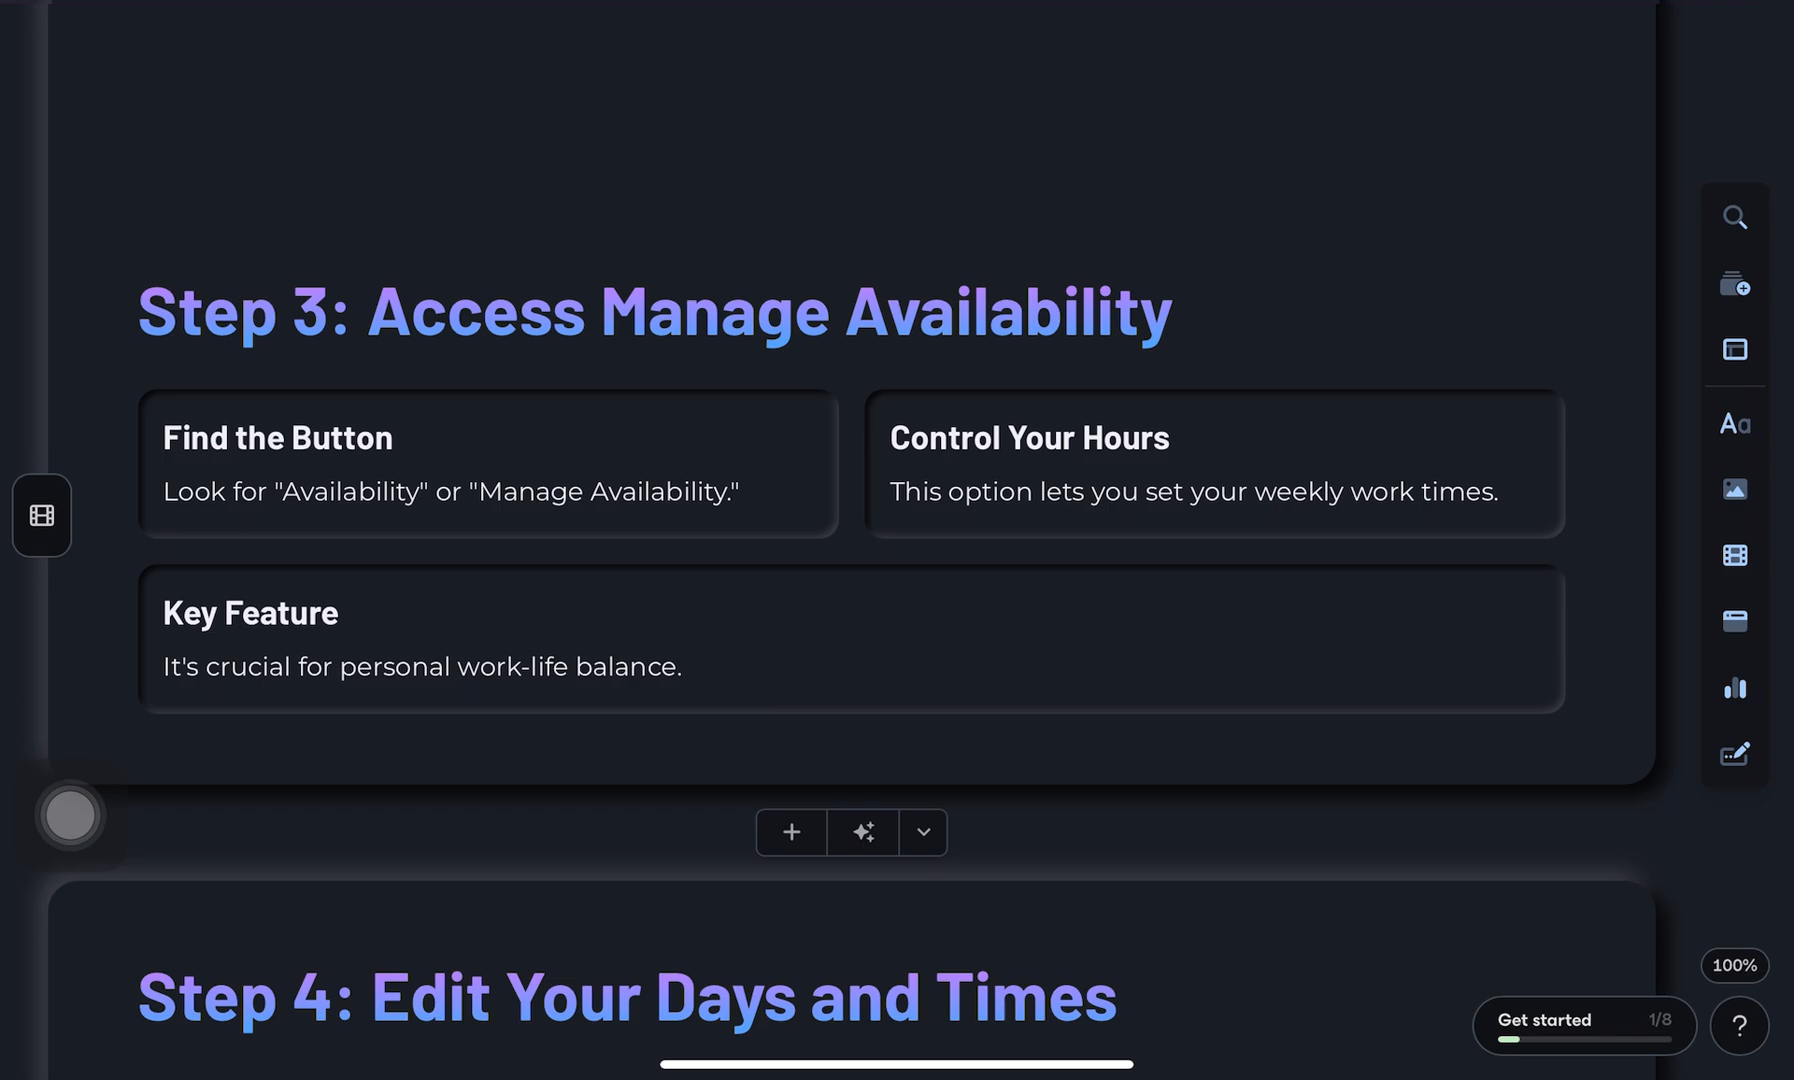 Step 3: Access Manage Availability
Find the Button
Look for "Availability" or "Manage Availability."
Control Your Hours
This option lets you set your weekly work times.
Key Feature
It's crucial for personal work-life balance.
Step 4: Edit Your Days and Times
Aa
100%
Get started 1/8
?